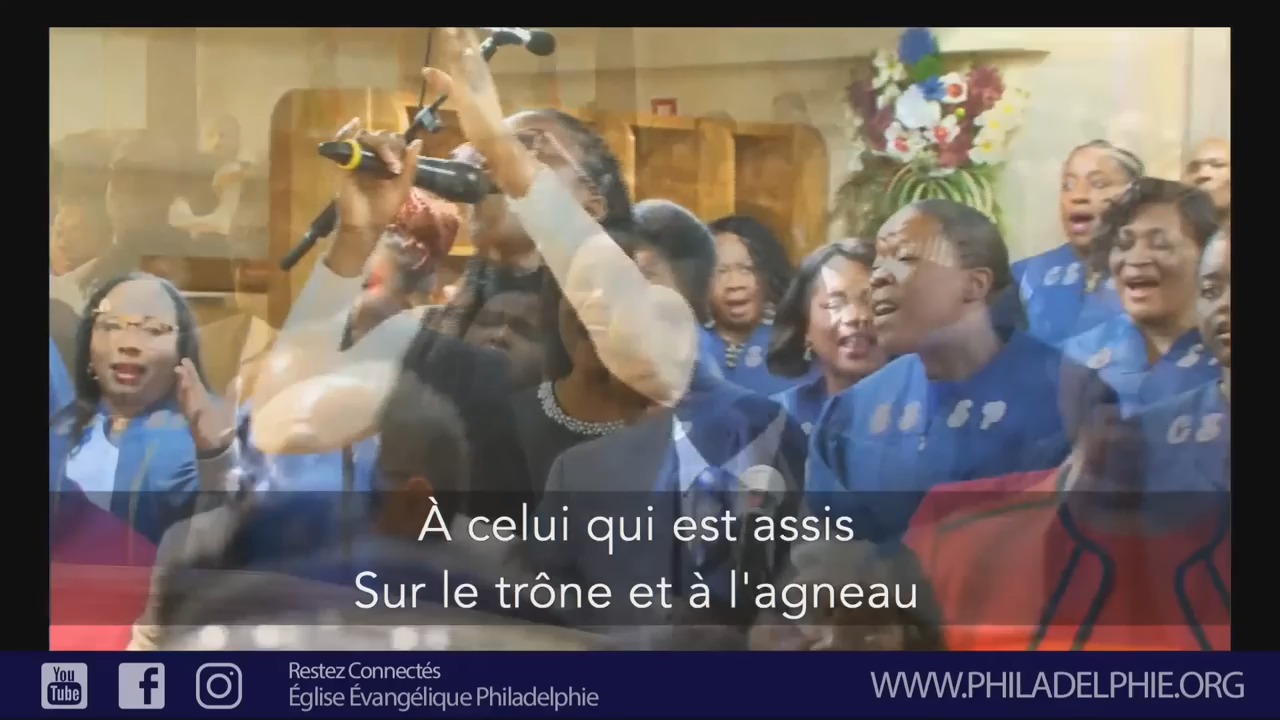 À celui qui est assis
Sur le trône et à l'agneau
You
Tube
Restez Connectés
Église Évangélique Philadelphie
WWW.PHILADELPHIE.ORG